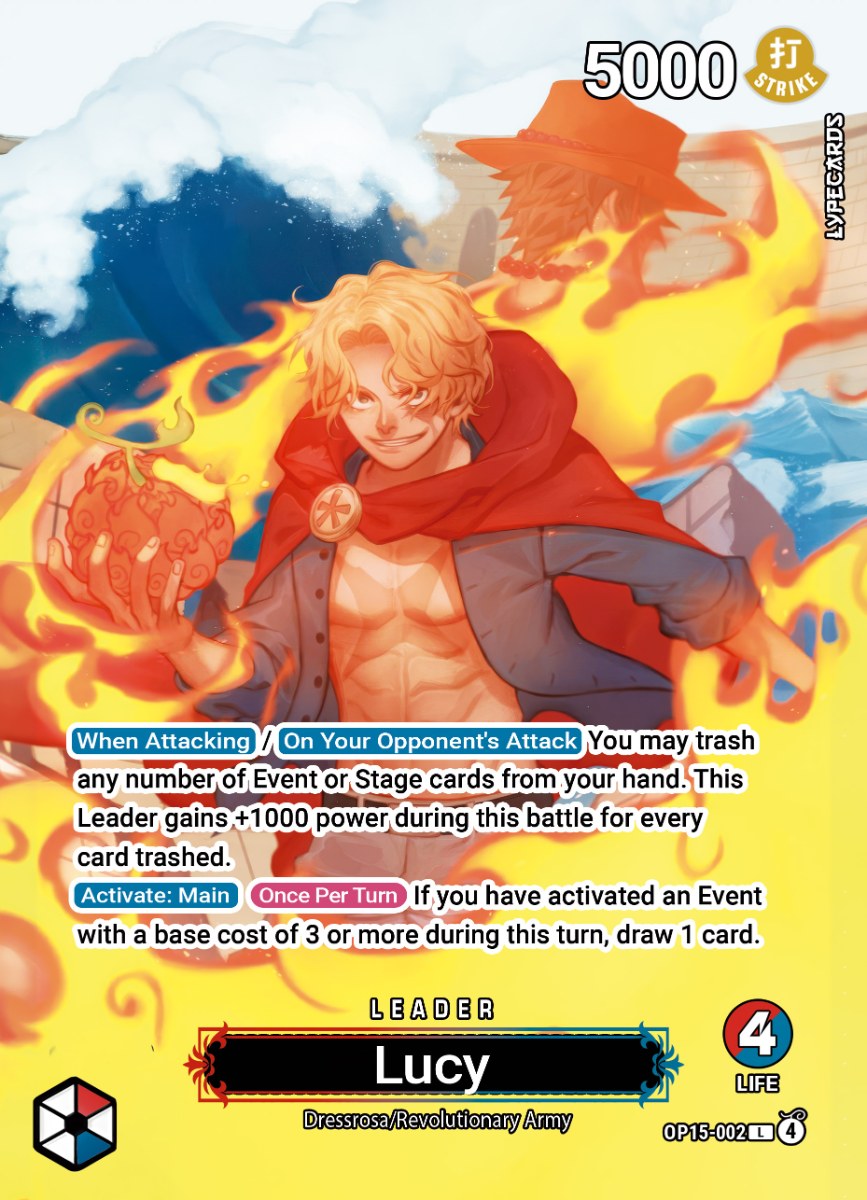 5000
打
STRIKE
LYPECARDS
When Attacking / On Your Opponent's Attack You may trash
any number of Event or Stage cards from your hand. This
Leader gains +1000 power during this battle for every
card trashed.
Activate: Main Once Per Turn If you have activated an Event
with a base cost of 3 or more during this turn, draw 1 card.
LEADER
4
Lucy
LIFE
Dressrosa/Revolutionary Army
OP15-002 L 4